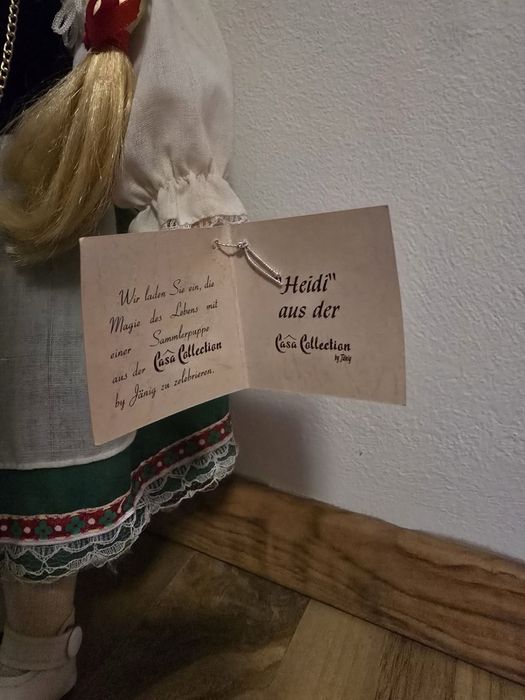 Wir laden Sie ein, die
Magie des Lebens mit
einer Sammlerpuppe
aus der Casa Collection
by Jänig zu zelebrieren.
"Heidi"
aus der
Casa Collection
by Jänig